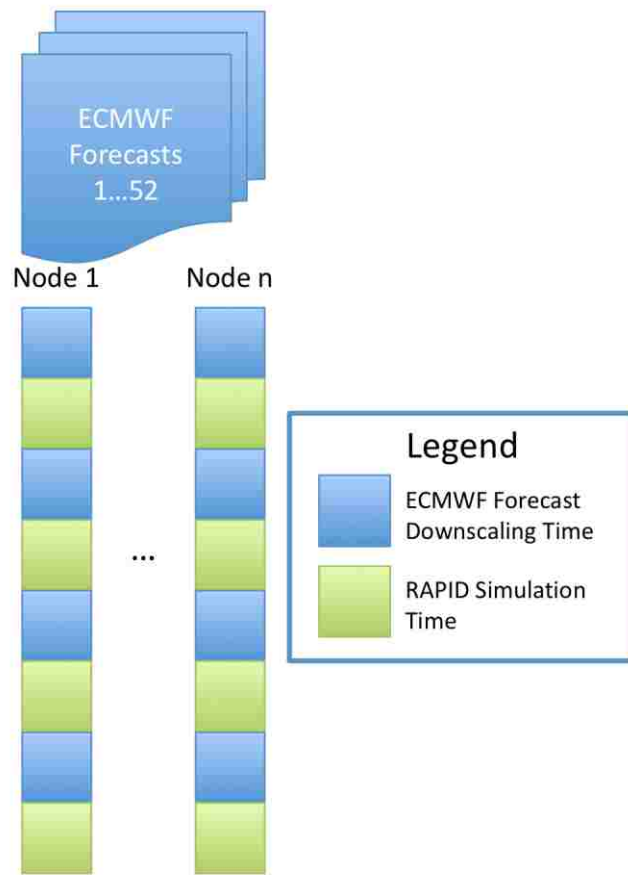 ECMWF
Forecasts
1...52
Node 1
Node n
...
Legend
ECMWF Forecast
Downscaling Time
RAPID Simulation
Time